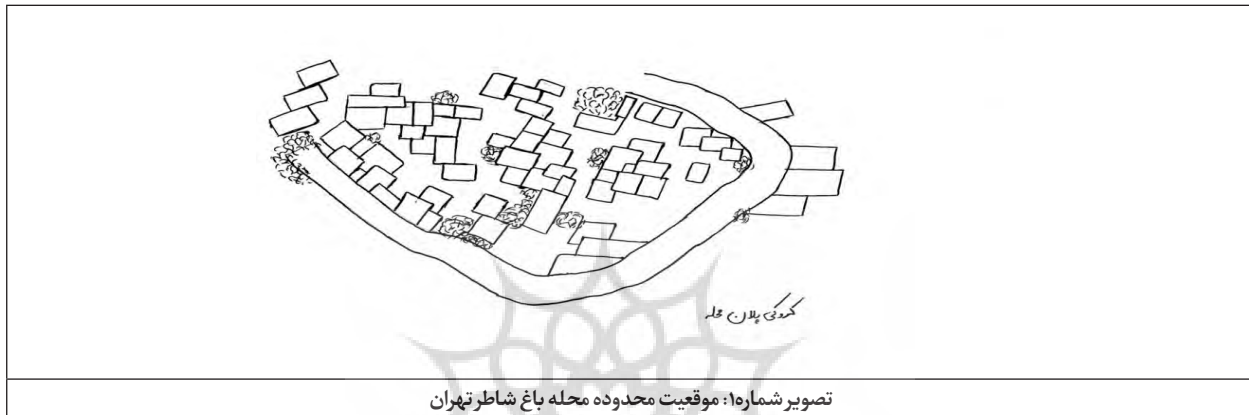 کروکی پلان محله
تصویر شماره۱: موقعیت محدوده محله باغ شاطر تهران